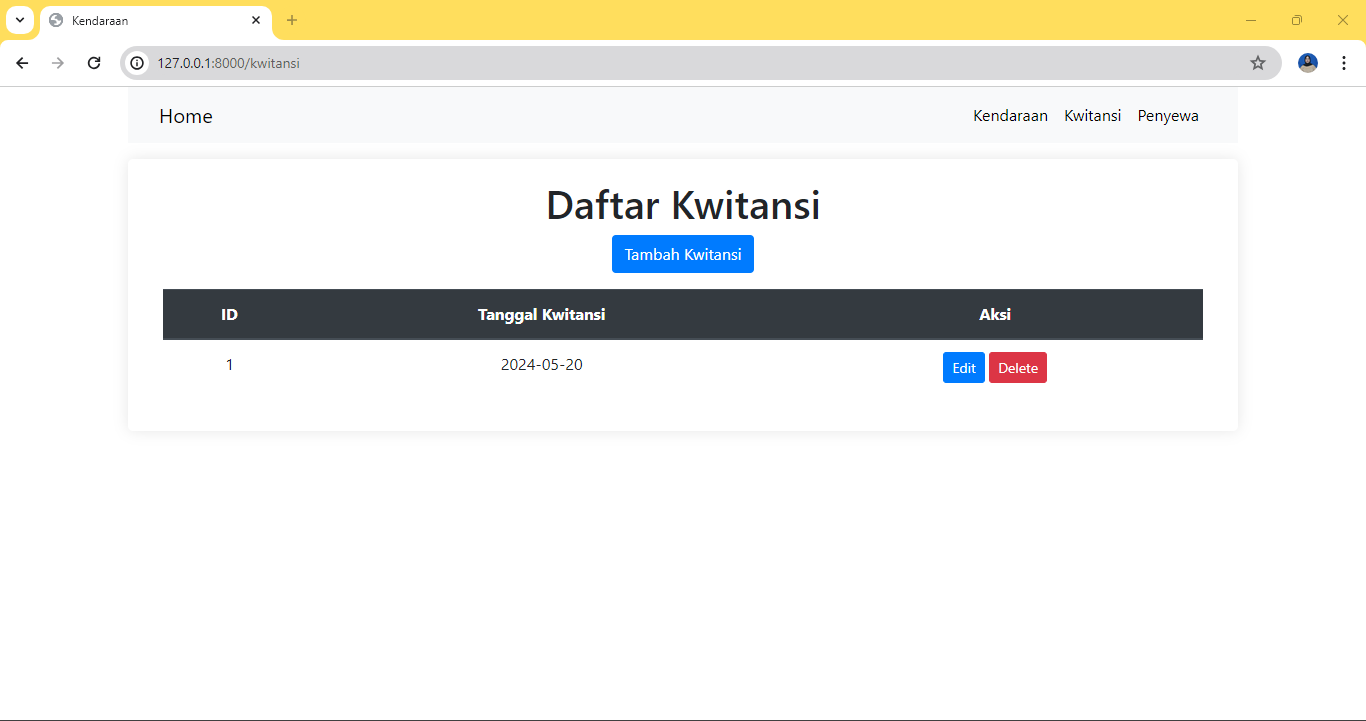 Kendaraan
127.0.0.1:8000/kwitansi
Home Kendaraan Kwitansi Penyewa
Daftar Kwitansi
Tambah Kwitansi
ID Tanggal Kwitansi Aksi
1 2024-05-20 Edit Delete